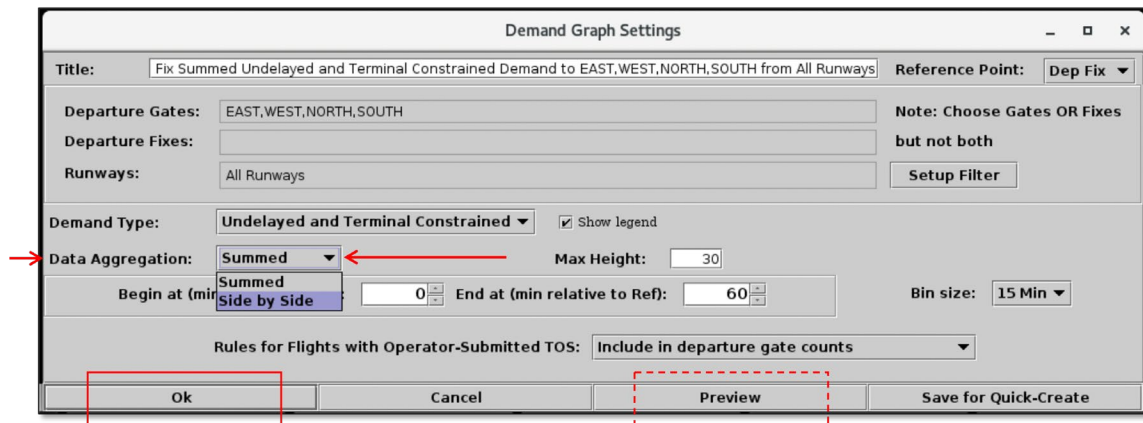 Demand Graph Settings
Title: Fix Summed Undelayed and Terminal Constrained Demand to EAST,WEST,NORTH,SOUTH from All Runways Reference Point: Dep Fix
Departure Gates: EAST,WEST,NORTH,SOUTH Note: Choose Gates OR Fixes
Departure Fixes: but not both
Runways: All Runways Setup Filter
Demand Type: Undelayed and Terminal Constrained Show legend
Data Aggregation: Summed Max Height: 30
Summed
Side by Side
Begin at (min : 0 End at (min relative to Ref): 60 Bin size: 15 Min
Rules for Flights with Operator-Submitted TOS: Include in departure gate counts
Ok Cancel Preview Save for Quick-Create